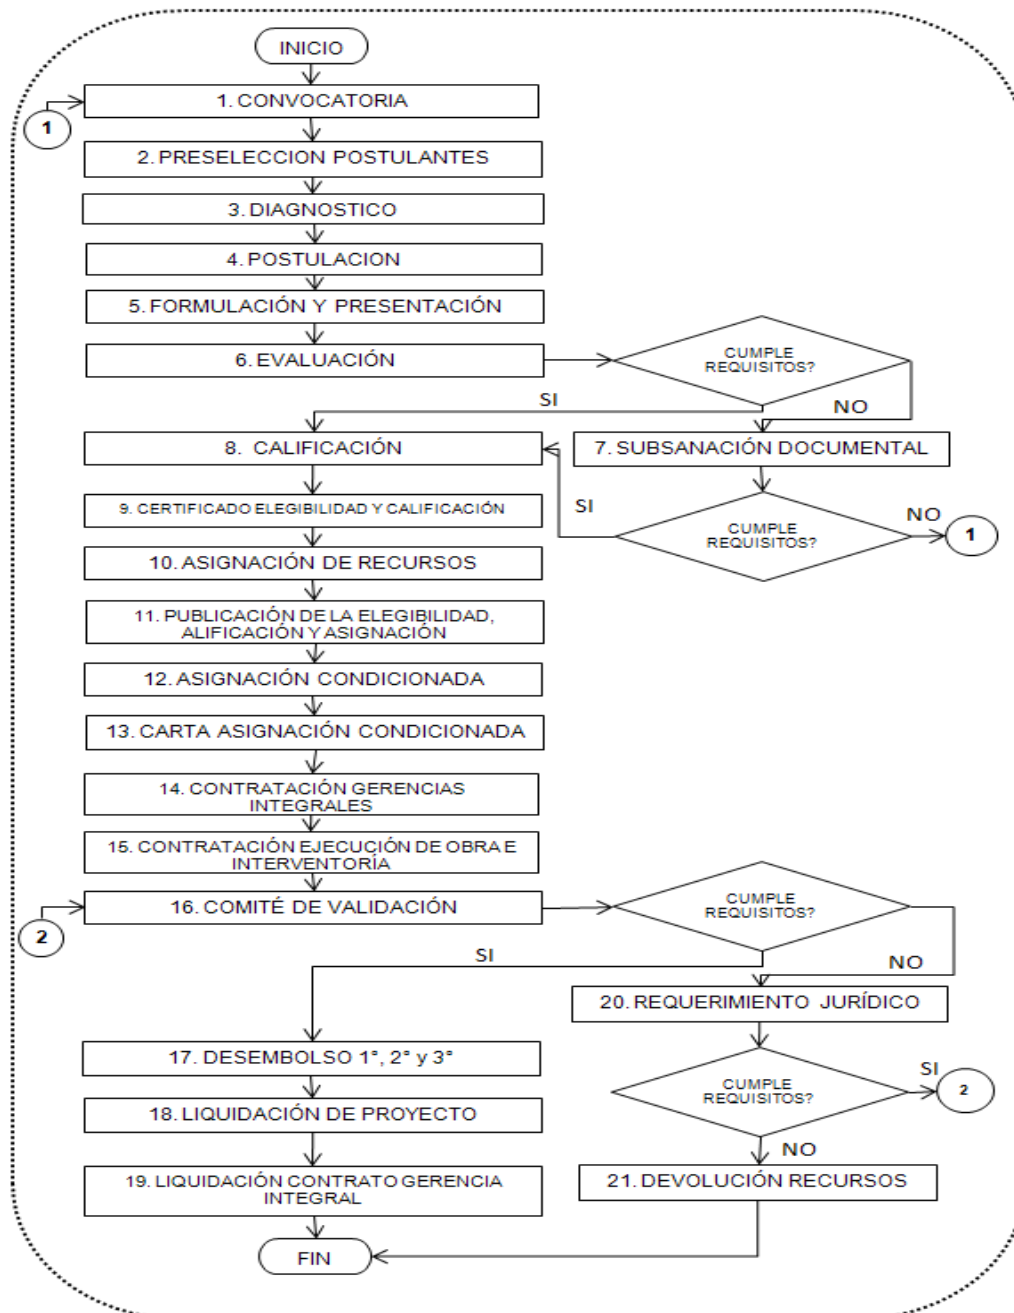 INICIO
1. CONVOCATORIA
1
2. PRESELECCION POSTULANTES
3. DIAGNOSTICO
4. POSTULACION
5. FORMULACIÓN Y PRESENTACIÓN
6. EVALUACIÓN
CUMPLE
REQUISITOS?
SI
NO
8. CALIFICACIÓN
7. SUBSANACIÓN DOCUMENTAL
SI
CUMPLE
REQUISITOS?
NO
1
9. CERTIFICADO ELEGIBILIDAD Y CALIFICACIÓN
10. ASIGNACIÓN DE RECURSOS
11. PUBLICACIÓN DE LA ELEGIBILIDAD,
ALIFICACIÓN Y ASIGNACIÓN
12. ASIGNACIÓN CONDICIONADA
13. CARTA ASIGNACIÓN CONDICIONADA
14. CONTRATACIÓN GERENCIAS
INTEGRALES
15. CONTRATACIÓN EJECUCIÓN DE OBRA E
INTERVENTORÍA
16. COMITÉ DE VALIDACIÓN
2
CUMPLE
REQUISITOS?
SI
NO
20. REQUERIMIENTO JURÍDICO
17. DESEMBOLSO 1°, 2° y 3°
CUMPLE
REQUISITOS?
SI
2
18. LIQUIDACIÓN DE PROYECTO
NO
19. LIQUIDACIÓN CONTRATO GERENCIA
INTEGRAL
21. DEVOLUCIÓN RECURSOS
FIN